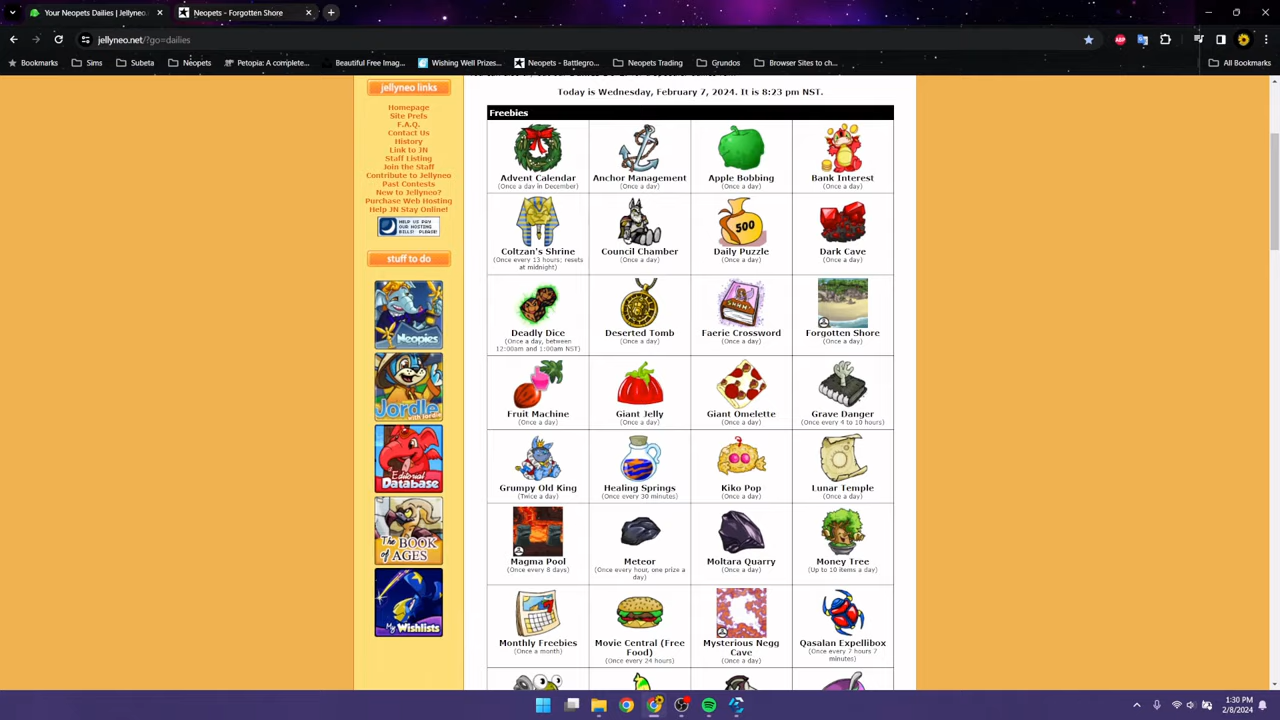 Your Neopets Dailies | Jellyneo
Neopets - Forgotten Shore
jellyneo.net/?go=dailies
Bookmarks
Sims
Subeta
Neopets
Petopia: A complete...
Beautiful Free Imag...
Wishing Well Prizes...
Neopets - Battlegro...
Neopets Trading
Grundos
Browser Sites to ch...
All Bookmarks
jellyneo links
Homepage
Site Prefs
F.A.Q.
Contact Us
History
Link to JN
Staff Listing
Join the Staff
Contribute to Jellyneo
Past Contests
New to Jellyneo?
Purchase Web Hosting
Help JN Stay Online!
HELP US PAY
OUR HOSTING
BILLS! PLEASE!
stuff to do
Neopies
Jordle
with Jordie
Editorial
Database
The BOOK
of AGES
My Wishlists
Today is Wednesday, February 7, 2024. It is 8:23 pm NST.
Freebies
Advent Calendar
(Once a day in December)
Anchor Management
(Once a day)
Apple Bobbing
(Once a day)
Bank Interest
(Once a day)
Coltzan's Shrine
(Once every 13 hours; resets
at midnight)
Council Chamber
(Once a day)
500
Daily Puzzle
(Once a day)
Dark Cave
(Once a day)
Deadly Dice
(Once a day, between
12:00am and 1:00am NST)
Deserted Tomb
(Once a day)
Faerie Crossword
(Once a day)
Forgotten Shore
(Once a day)
Fruit Machine
(Once a day)
Giant Jelly
(Once a day)
Giant Omelette
(Once a day)
Grave Danger
(Once every 4 to 10 hours)
Grumpy Old King
(Twice a day)
Healing Springs
(Once every 30 minutes)
Kiko Pop
(Once a day)
Lunar Temple
(Once a day)
Magma Pool
(Once every 8 days)
Meteor
(Once every hour, one prize a
day)
Moltara Quarry
(Once a day)
Money Tree
(Up to 10 items a day)
Monthly Freebies
(Once a month)
Movie Central (Free
Food)
(Once every 24 hours)
Mysterious Negg
Cave
(Once a day)
Qasalan Expellibox
(Once every 7 hours 7
minutes)
1:30 PM
2/8/2024